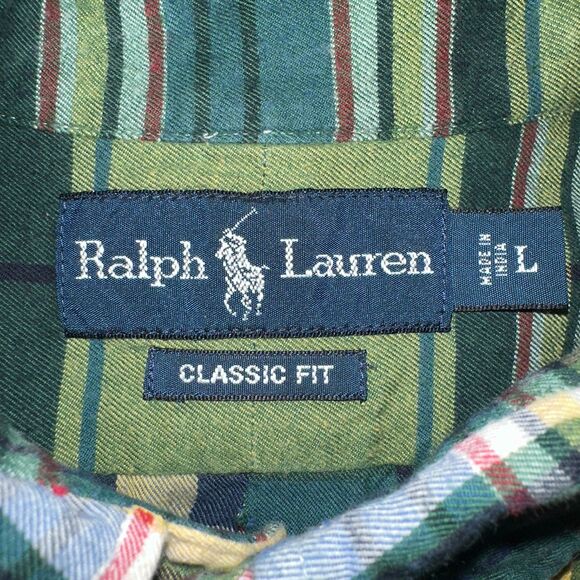 Ralph Lauren
MADE IN
INDIA
L
CLASSIC FIT